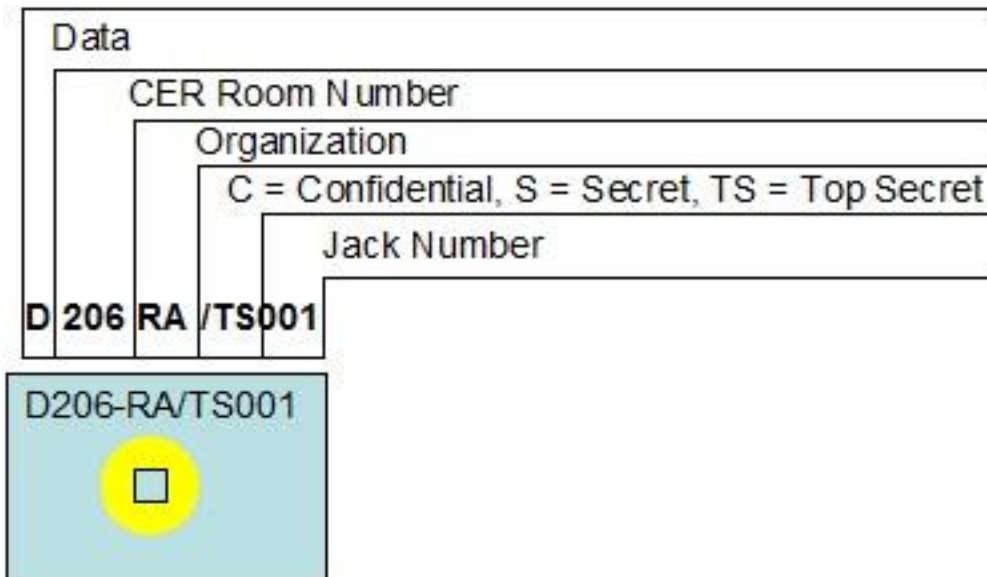 Data
CER Room Number
Organization
C = Confidential, S = Secret, TS = Top Secret
Jack Number
D 206 RA /TS001
D206-RA/TS001